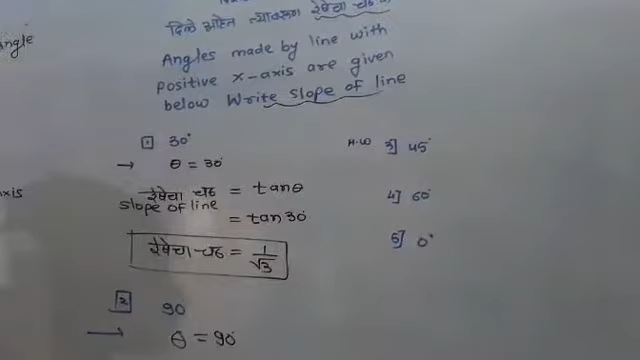 दिले आहेत त्यावरून रेषेचा चढ
Angles made by line with
positive x-axis are given
below Write slope of line
angle
1] 30°
→ θ = 30°
रेषेचा चढ = tanθ
slope of line
= tan 30°
रेषेचा चढ = 1/√3
2] 90
→ θ = 90°
H.W 3] 45°
4] 60°
5] 0°
axis